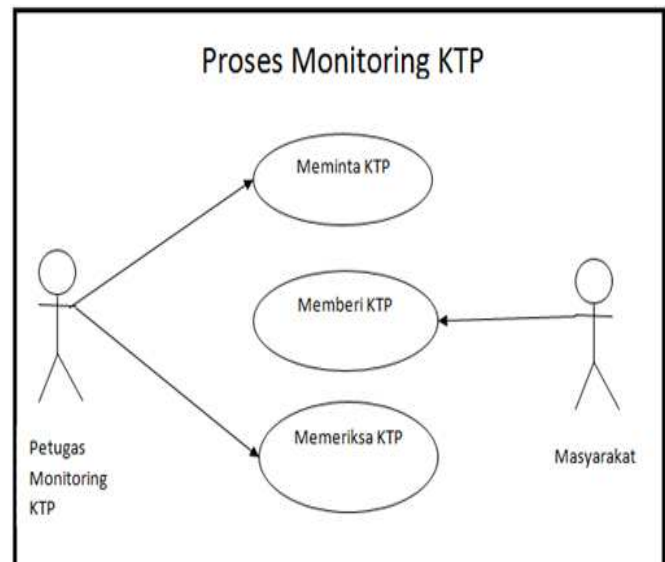 Proses Monitoring KTP
Meminta KTP
Memberi KTP
Memeriksa KTP
Petugas
Monitoring
KTP
Masyarakat